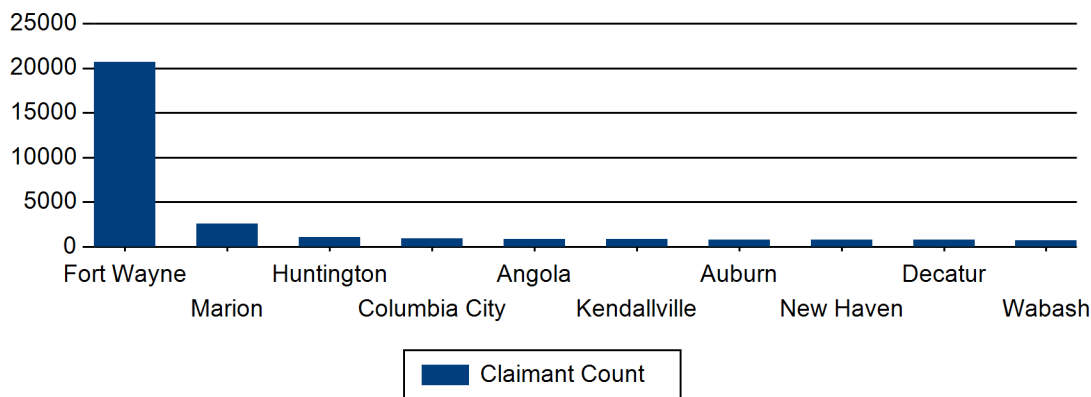 25000
20000
15000
10000
5000
0
Fort Wayne Huntington Angola Auburn Decatur
Marion Columbia City Kendallville New Haven Wabash
Claimant Count